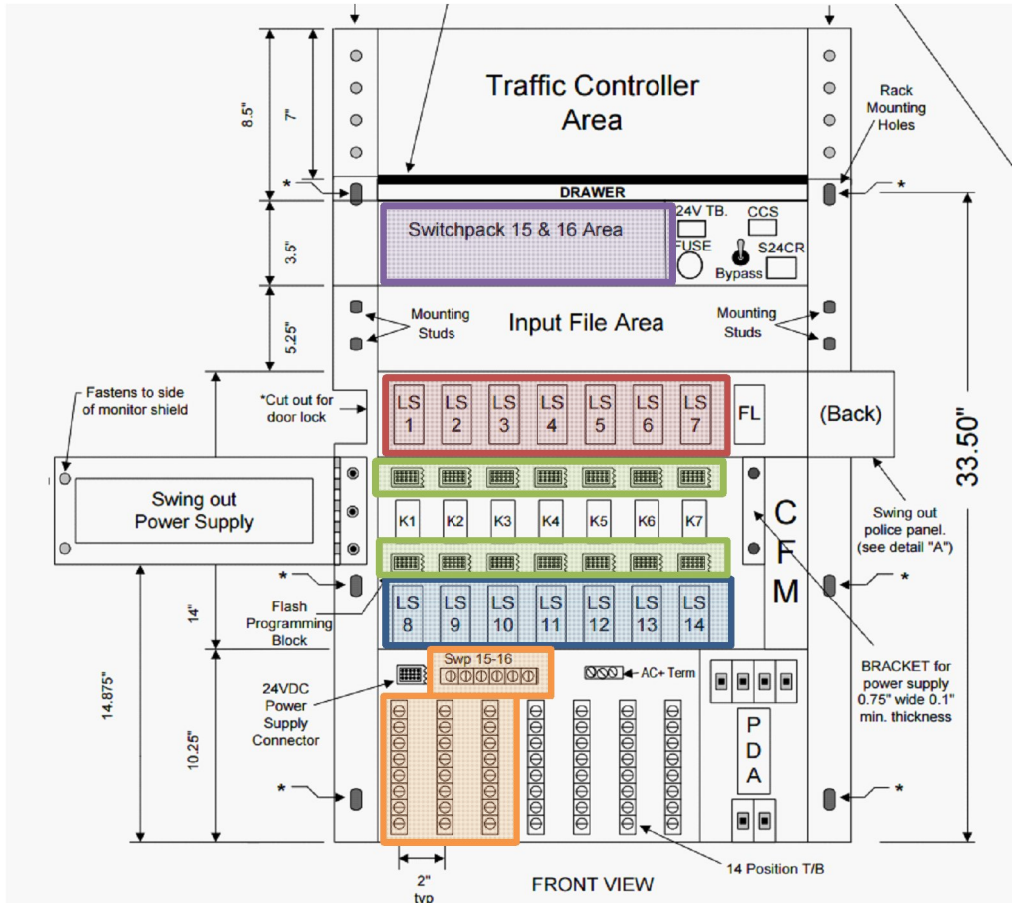 Traffic Controller
Area
8.5"
7"
Rack
Mounting
Holes
*
*
DRAWER
Switchpack 15 & 16 Area
24V TB.
CCS
FUSE
S24CR
Bypass
3.5"
5.25"
Mounting
Studs
Input File Area
Mounting
Studs
Fastens to side
of monitor shield
*Cut out for
door lock
LS
1
LS
2
LS
3
LS
4
LS
5
LS
6
LS
7
FL
(Back)
33.50"
Swing out
Power Supply
K1
K2
K3
K4
K5
K6
K7
C
F
M
Swing out
police panel.
(see detail "A")
*
*
14"
Flash
Programming
Block
LS
8
LS
9
LS
10
LS
11
LS
12
LS
13
LS
14
Swp 15-16
AC+ Term
BRACKET for
power supply
0.75" wide 0.1"
min. thickness
24VDC
Power
Supply
Connector
14.875"
10.25"
P
D
A
*
*
14 Position T/B
2"
typ
FRONT VIEW